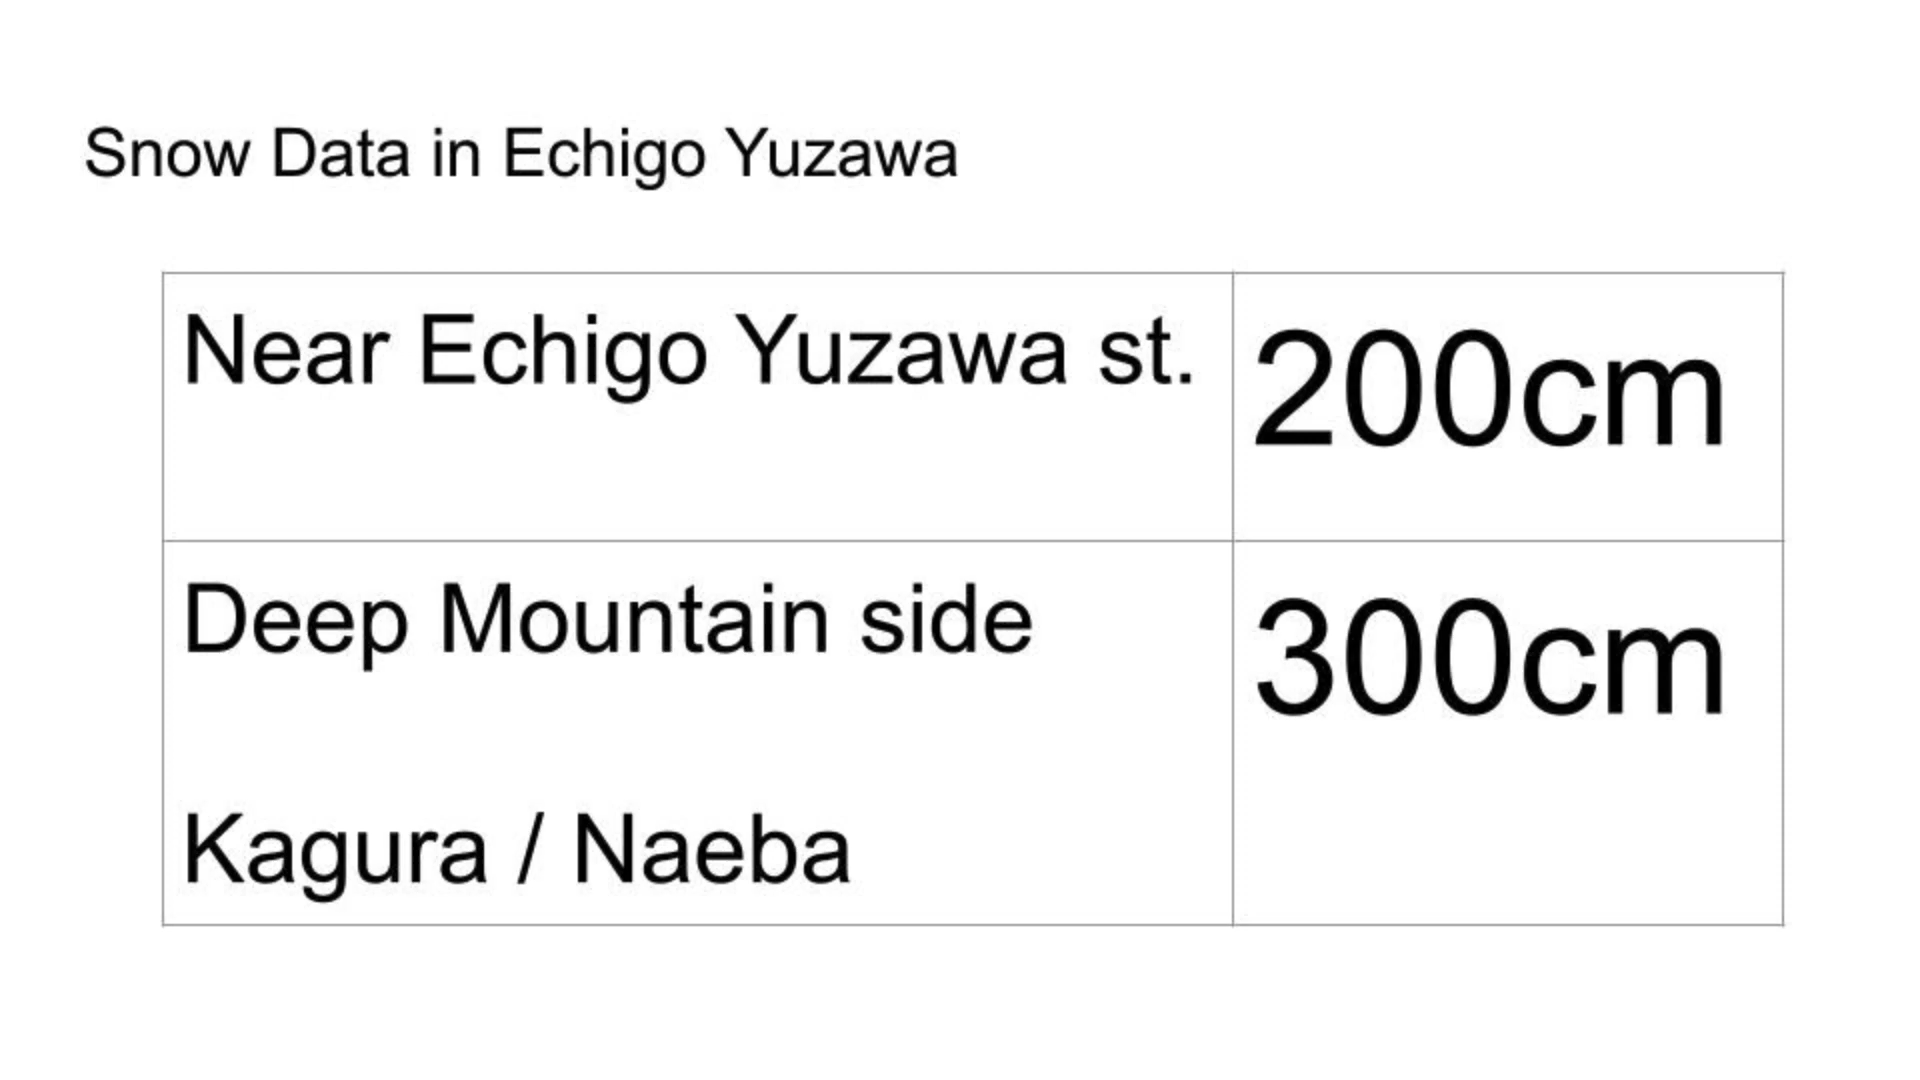 Snow Data in Echigo Yuzawa
Near Echigo Yuzawa st. 200cm
Deep Mountain side 300cm
Kagura / Naeba